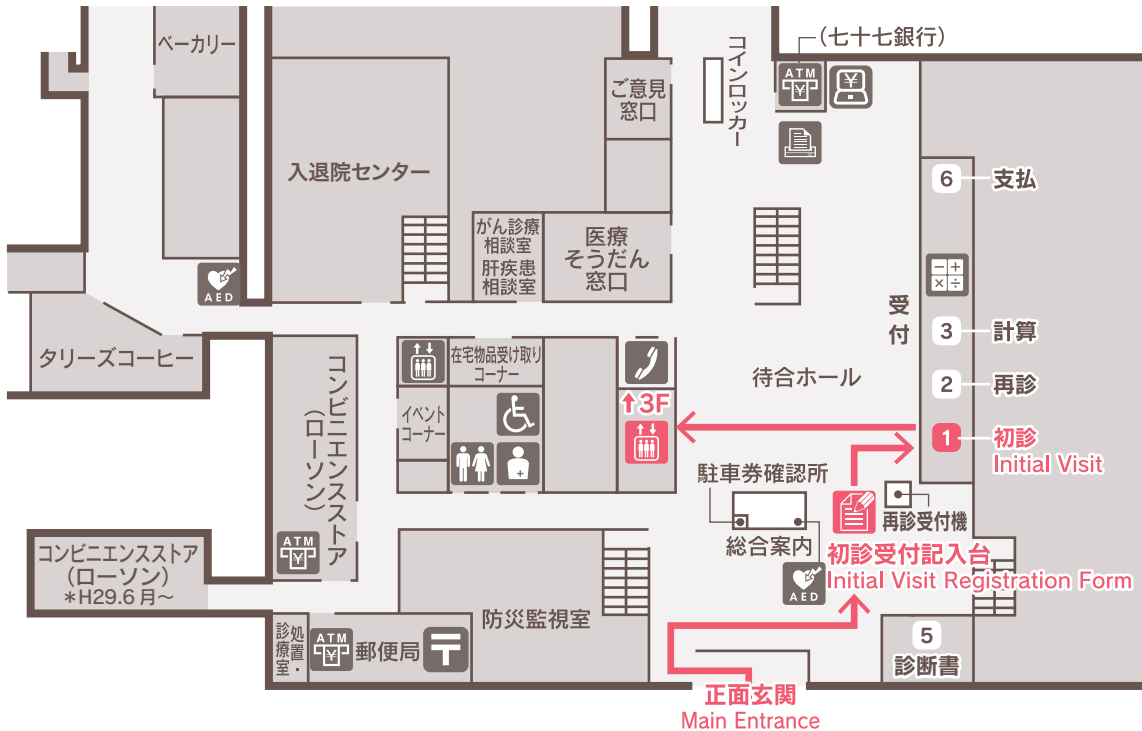 ベーカリー
(七十七銀行)
コインロッカー
ATM
ご意見
窓口
入退院センター
6
支払
がん診療
相談室
肝疾患
相談室
医療
そうだん
窓口
AED
受付
3
計算
タリーズコーヒー
コンビニエンスストア
(ローソン)
在宅物品受け取り
コーナー
待合ホール
2
再診
↑3F
イベント
コーナー
1
初診
Initial Visit
駐車券確認所
再診受付機
総合案内
初診受付記入台
Initial Visit Registration Form
AED
ATM
コンビニエンスストア
(ローソン)
*H29.6月~
防災監視室
処置・
診療室
ATM
郵便局
5
診断書
正面玄関
Main Entrance